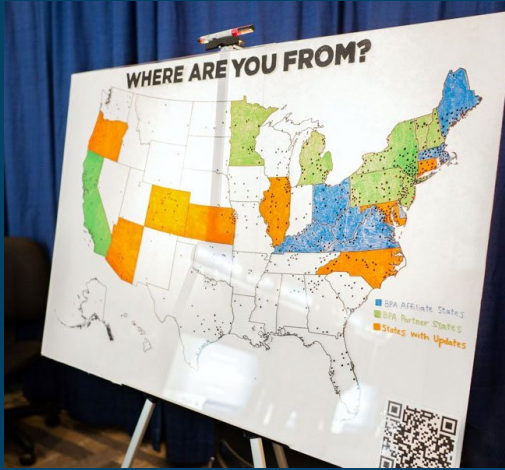 WHERE ARE YOU FROM?
BPA Affiliate States
BPA Partner States
States with Updates